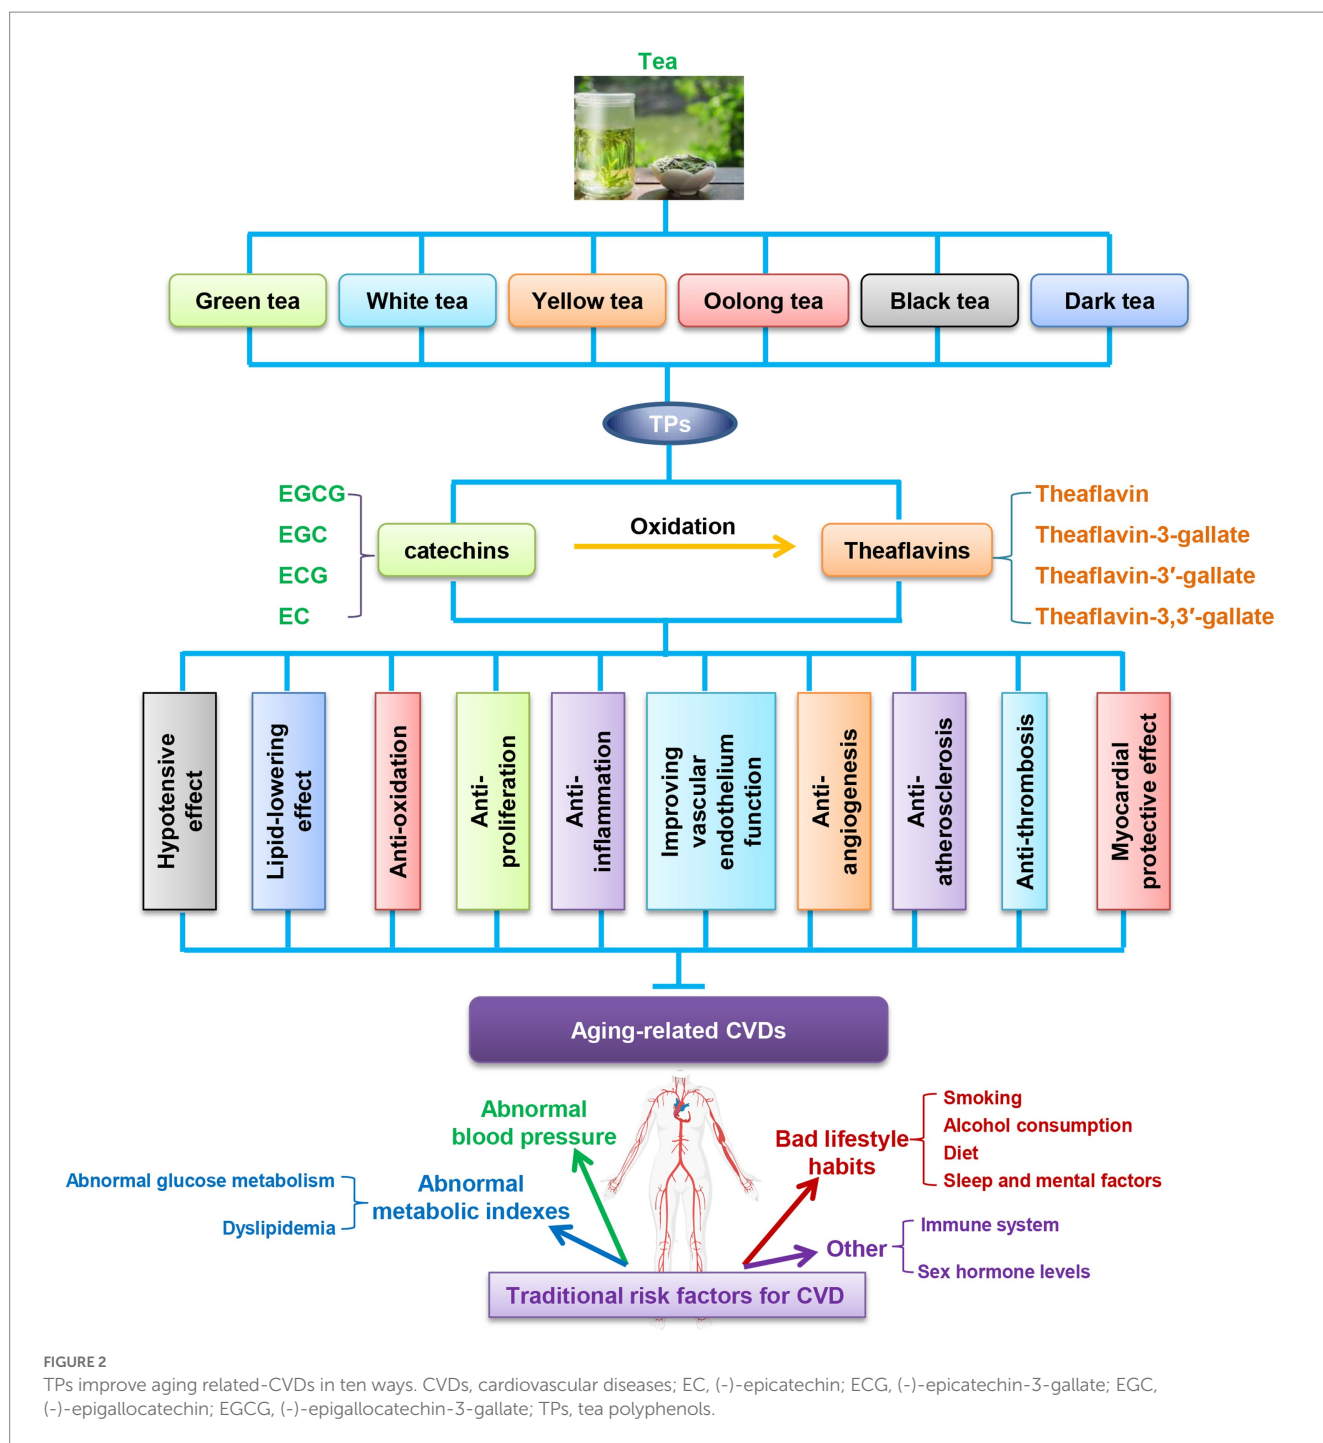 Tea
Green tea
White tea
Yellow tea
Oolong tea
Black tea
Dark tea
TPs
EGCG
EGC
ECG
EC
catechins
Oxidation
Theaflavins
Theaflavin
Theaflavin-3-gallate
Theaflavin-3′-gallate
Theaflavin-3,3′-gallate
Hypotensive
effect
Lipid-lowering
effect
Anti-oxidation
Anti-
proliferation
Anti-
inflammation
Improving
vascular
endothelium
function
Anti-
angiogenesis
Anti-
atherosclerosis
Anti-thrombosis
Myocardial
protective effect
Aging-related CVDs
Abnormal
blood pressure
Abnormal glucose metabolism
Dyslipidemia
Abnormal
metabolic indexes
Bad lifestyle
habits
Smoking
Alcohol consumption
Diet
Sleep and mental factors
Other
Immune system
Sex hormone levels
Traditional risk factors for CVD
FIGURE 2
TPs improve aging related-CVDs in ten ways. CVDs, cardiovascular diseases; EC, (-)-epicatechin; ECG, (-)-epicatechin-3-gallate; EGC,
(-)-epigallocatechin; EGCG, (-)-epigallocatechin-3-gallate; TPs, tea polyphenols.